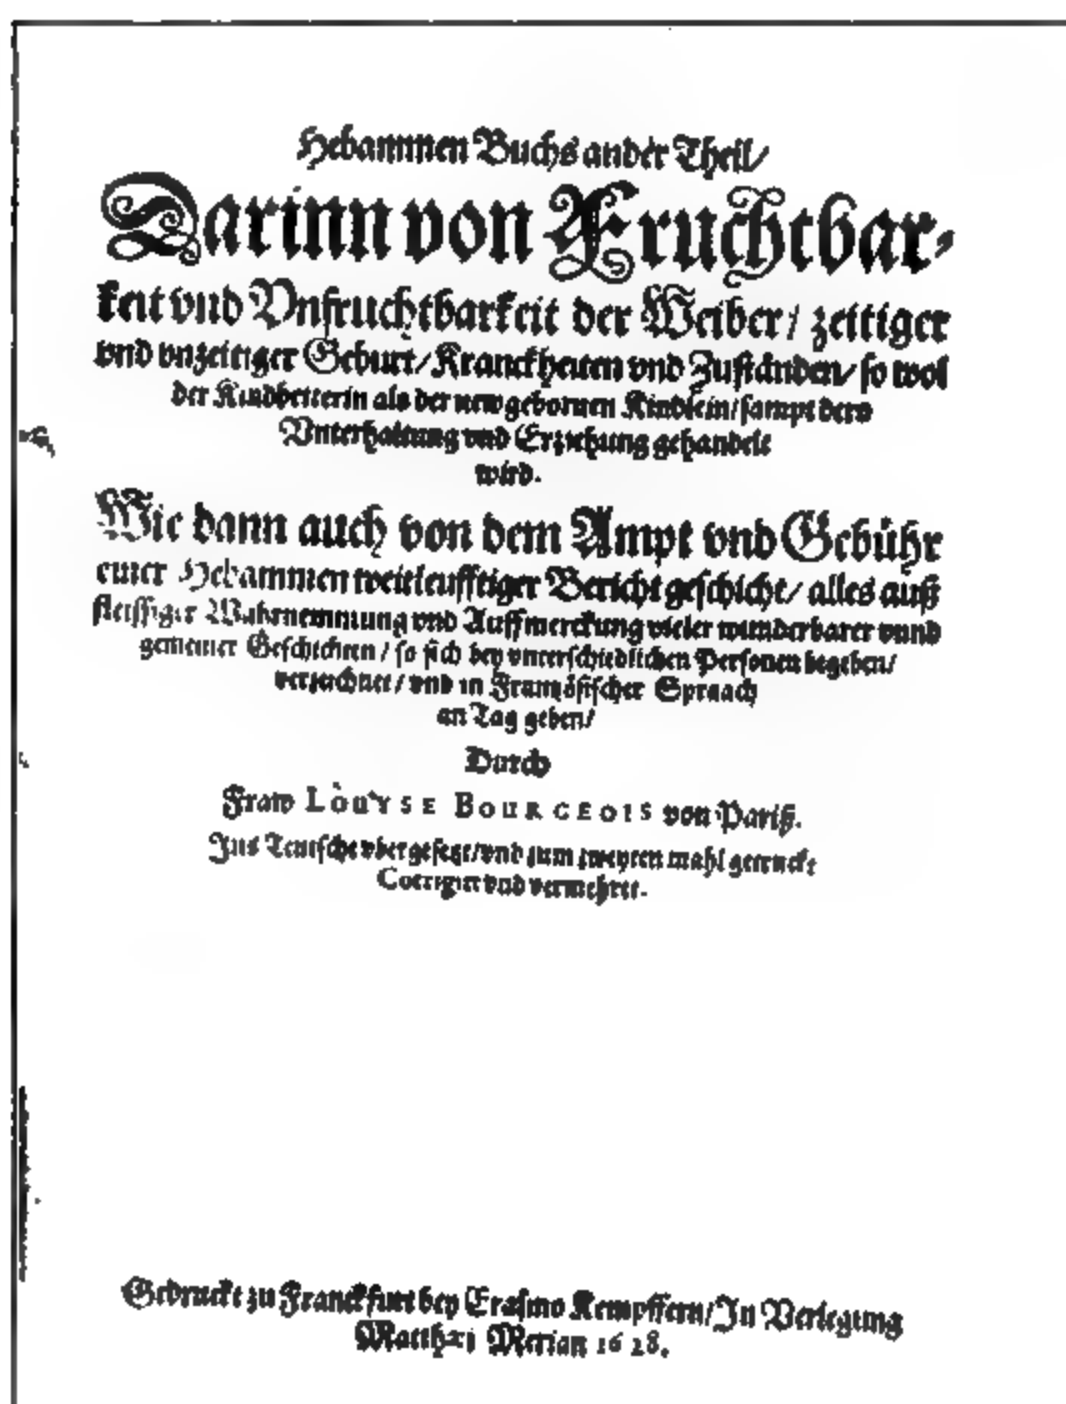 Hebammen Buchs ander Theil/
Darinn von Fruchtbar-
keit vnd Vnfruchtbarkeit der Weiber/ zeitiger
vnd vnzeitiger Geburt/ Kranckheiten vnd Zuständen/ so wol
der Kindbetterin als der new gebornen Kindlein/ sampt dero
Vnterhaltung vnd Erziehung gehandelt
wird.
Wie dann auch von dem Ampt vnd Gebühr
einer Hebammen weitleufftiger Bericht geschicht/ alles auß
fleissiger Wahrnemmung vnd Auffmerckung vieler wunderbarer vnnd
gemeiner Geschichten/ so sich bey vnterschiedlichen Personen begeben/
verzeichnet/ vnd in Frantzösischer Spraach
an Tag geben/
Durch
Fraw LOUYSE BOURGEOIS von Pariß.
Ins Teutsche vbergesetzt/ vnd zum zweyten mahl getruckt
Corrigirt vnd vermehret.
Gedruckt zu Franckfurt bey Erasmo Kempffern/ In Verlegung
Matthæi Merian 1628.